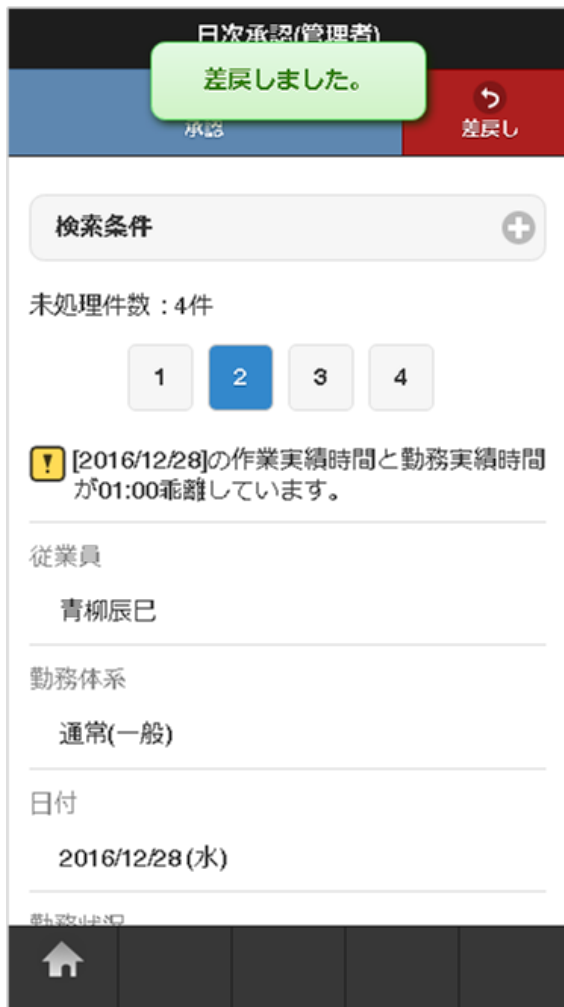 日次承認(管理者)
差戻しました。
承認
差戻し
検索条件
未処理件数：4件
1 2 3 4
[2016/12/28]の作業実績時間と勤務実績時間
が01:00乖離しています。
従業員
青柳辰巳
勤務体系
通常(一般)
日付
2016/12/28(水)
勤務状況